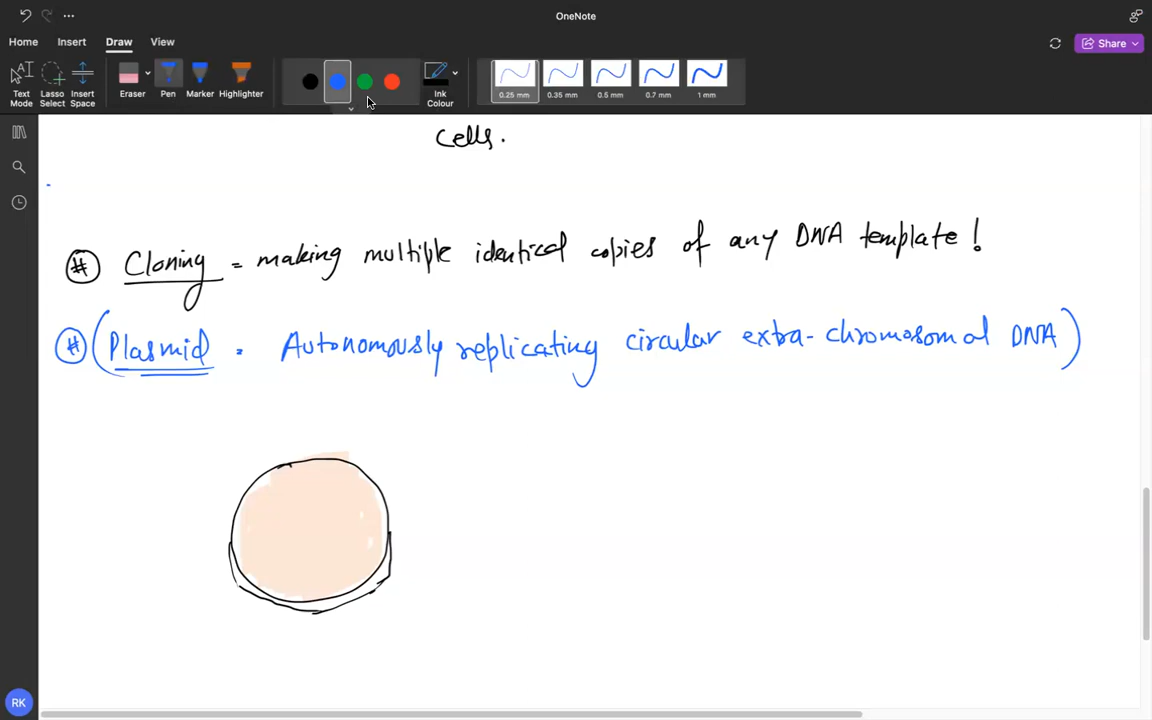 OneNote
Home Insert Draw View
Share
Text Mode
Lasso Select
Insert Space
Eraser
Pen
Marker
Highlighter
Ink Colour
0.25 mm 0.35 mm 0.5 mm 0.7 mm 1 mm
cells.
# Cloning = making multiple identical copies of any DNA template!
# (Plasmid = Autonomously replicating circular extra-chromosomal DNA)
RK